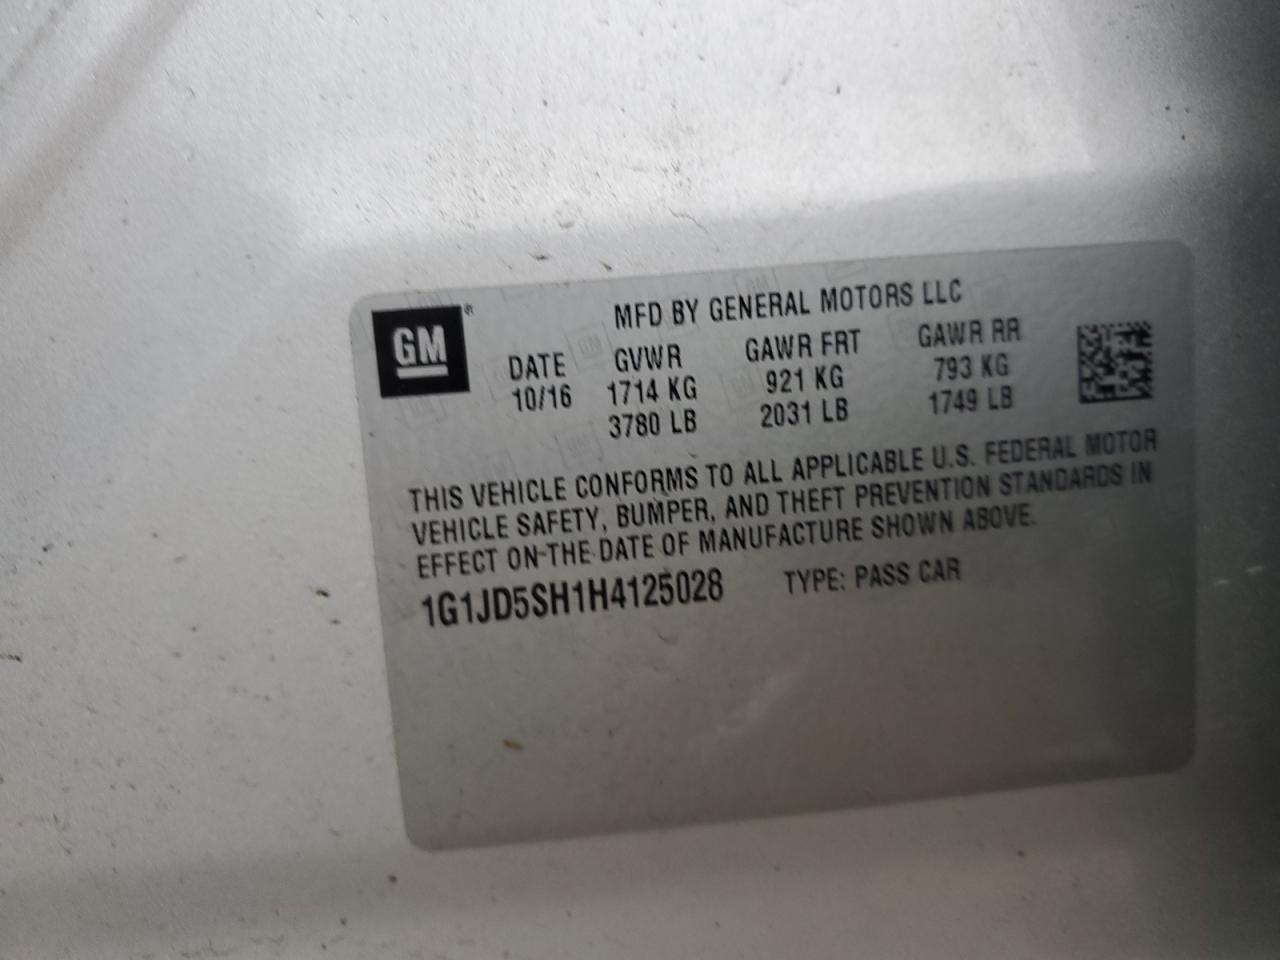 GM®
MFD BY GENERAL MOTORS LLC
DATE GVWR GAWR FRT GAWR RR
10/16 1714 KG 921 KG 793 KG
3780 LB 2031 LB 1749 LB
THIS VEHICLE CONFORMS TO ALL APPLICABLE U.S. FEDERAL MOTOR
VEHICLE SAFETY, BUMPER, AND THEFT PREVENTION STANDARDS IN
EFFECT ON THE DATE OF MANUFACTURE SHOWN ABOVE.
1G1JD5SH1H4125028 TYPE: PASS CAR